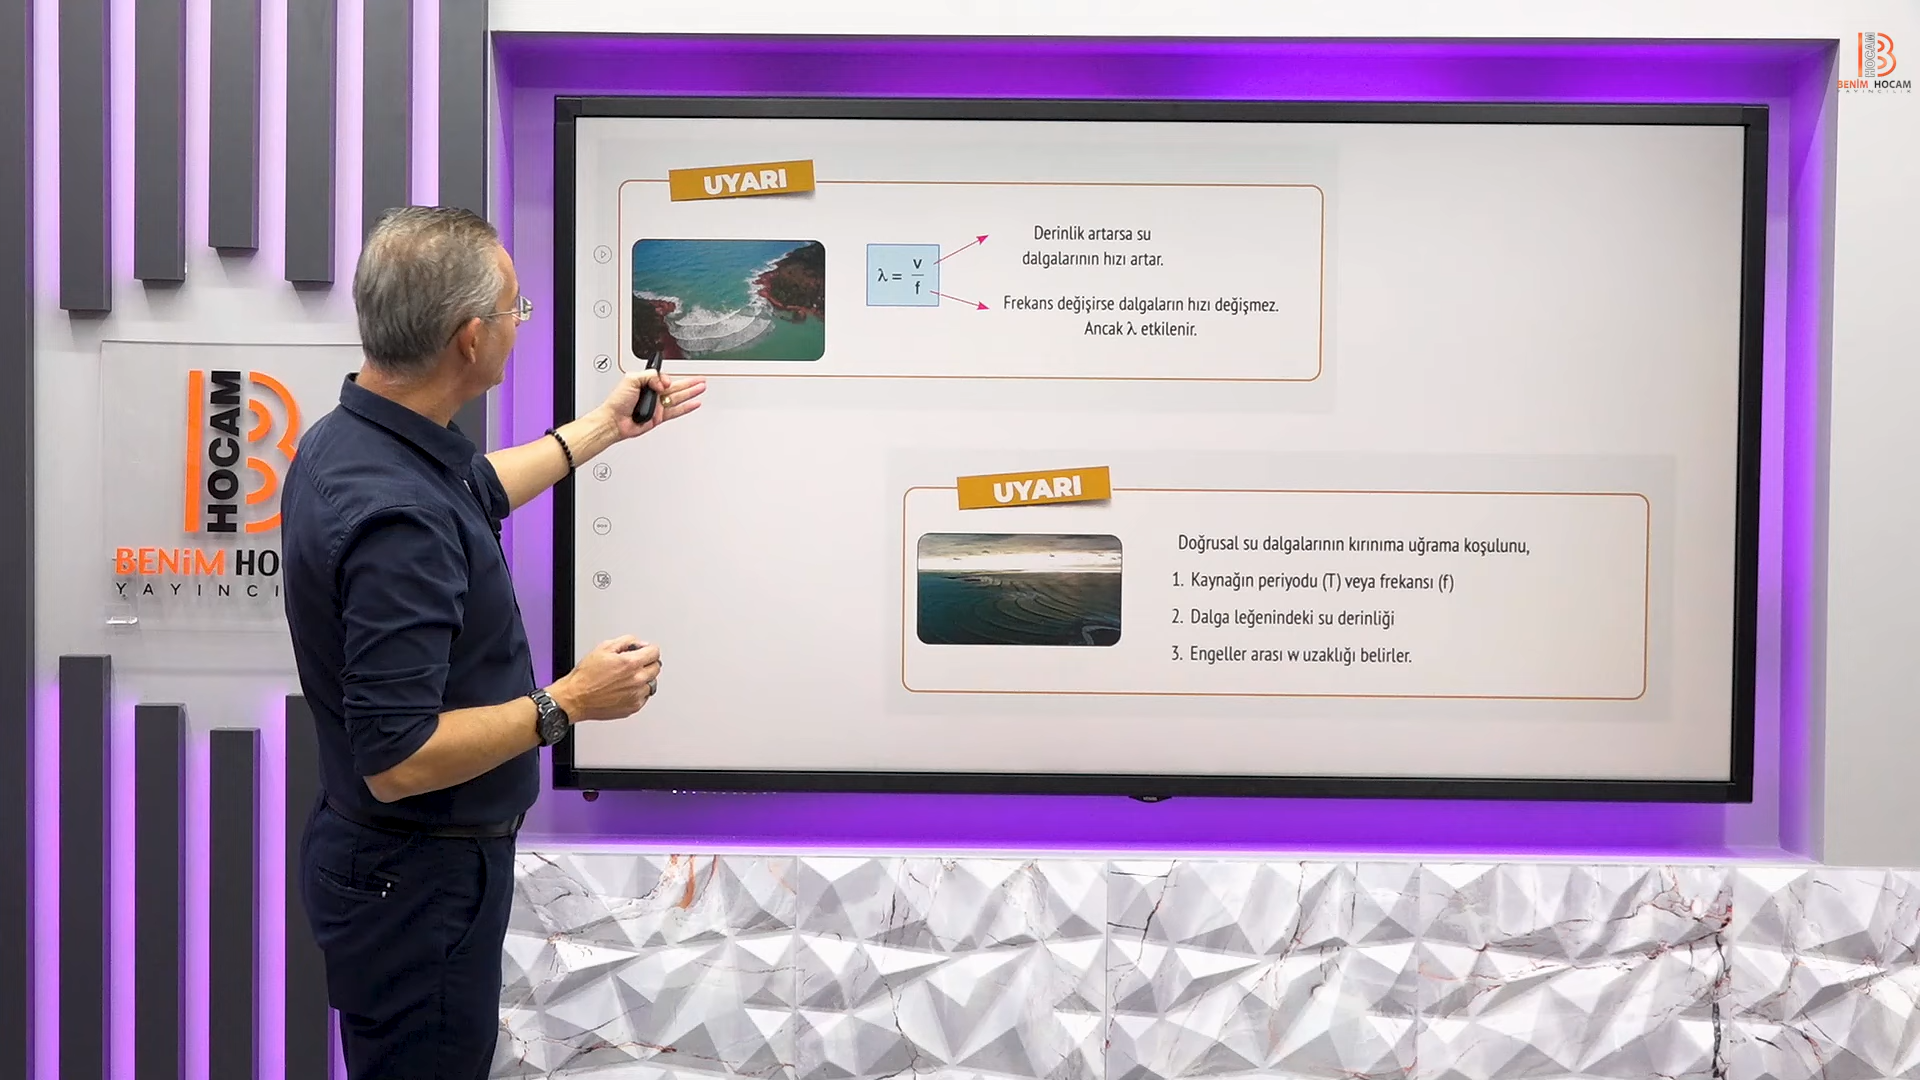 UYARI
λ = v/f
Derinlik artarsa su
dalgalarının hızı artar.
Frekans değişirse dalgaların hızı değişmez.
Ancak λ etkilenir.
UYARI
Doğrusal su dalgalarının kırınıma uğrama koşulunu,
1. Kaynağın periyodu (T) veya frekansı (f)
2. Dalga leğenindeki su derinliği
3. Engeller arası w uzaklığı belirler.
HOCAM
BENİM HO
YAYINCI
HOCAM
BENİM HOCAM
YAYINCILIK